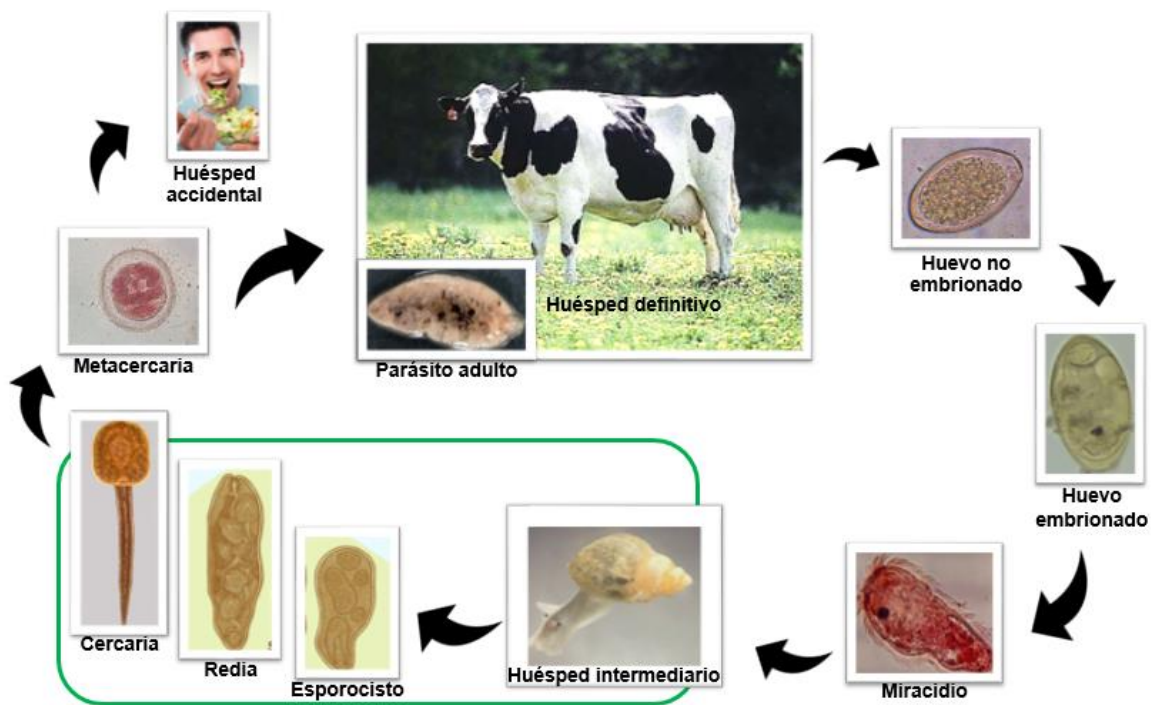 Huésped
accidental
Huésped definitivo
Parásito adulto
Huevo no
embrionado
Huevo
embrionado
Miracidio
Huésped intermediario
Esporocisto
Redia
Cercaria
Metacercaria